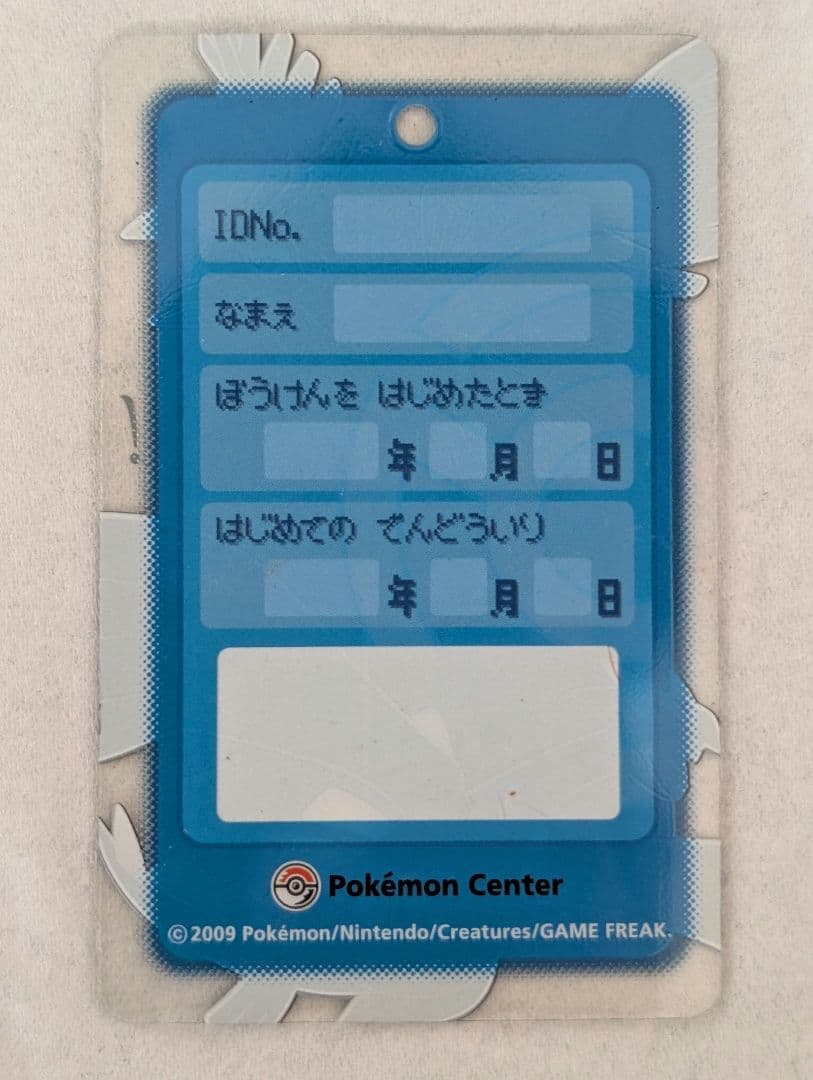 IDNo.
なまえ
ぼうけんを はじめたとき
年 月 日
はじめての でんどういり
年 月 日
Pokémon Center
©2009 Pokémon/Nintendo/Creatures/GAME FREAK.